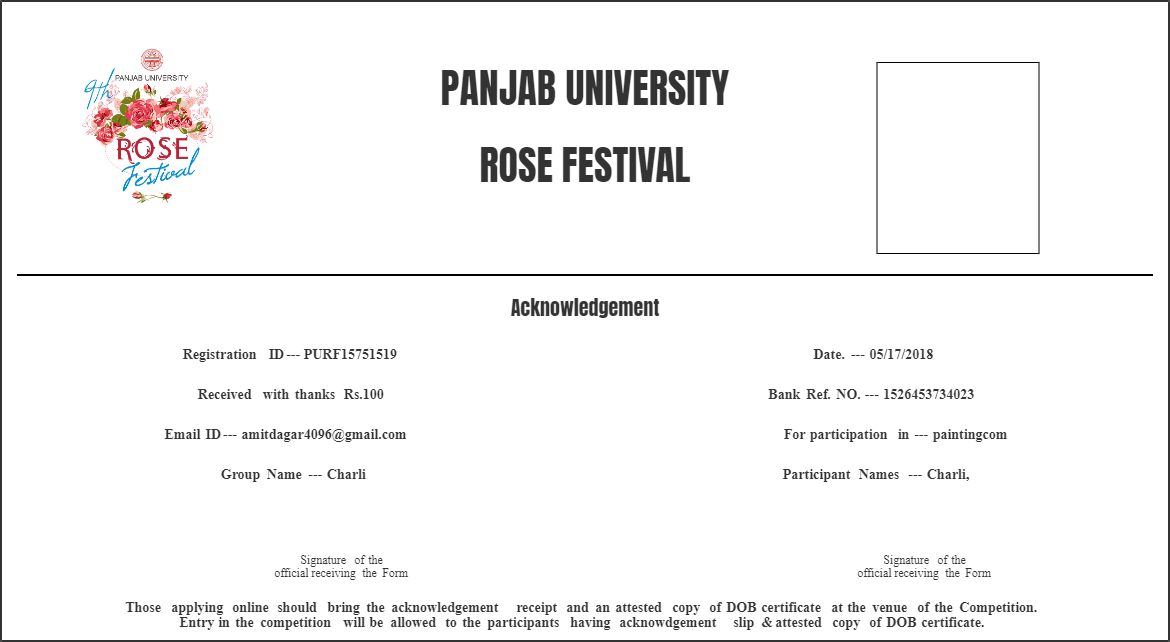 9th
PANJAB UNIVERSITY
ROSE
Festival
PANJAB UNIVERSITY
ROSE FESTIVAL
Acknowledgement
Registration ID --- PURF15751519
Date. --- 05/17/2018
Received with thanks Rs.100
Bank Ref. NO. --- 1526453734023
Email ID --- amitdagar4096@gmail.com
For participation in --- paintingcom
Group Name --- Charli
Participant Names --- Charli,
Signature of the
official receiving the Form
Signature of the
official receiving the Form
Those applying online should bring the acknowledgement receipt and an attested copy of DOB certificate at the venue of the Competition.
Entry in the competition will be allowed to the participants having acknowdgement slip & attested copy of DOB certificate.